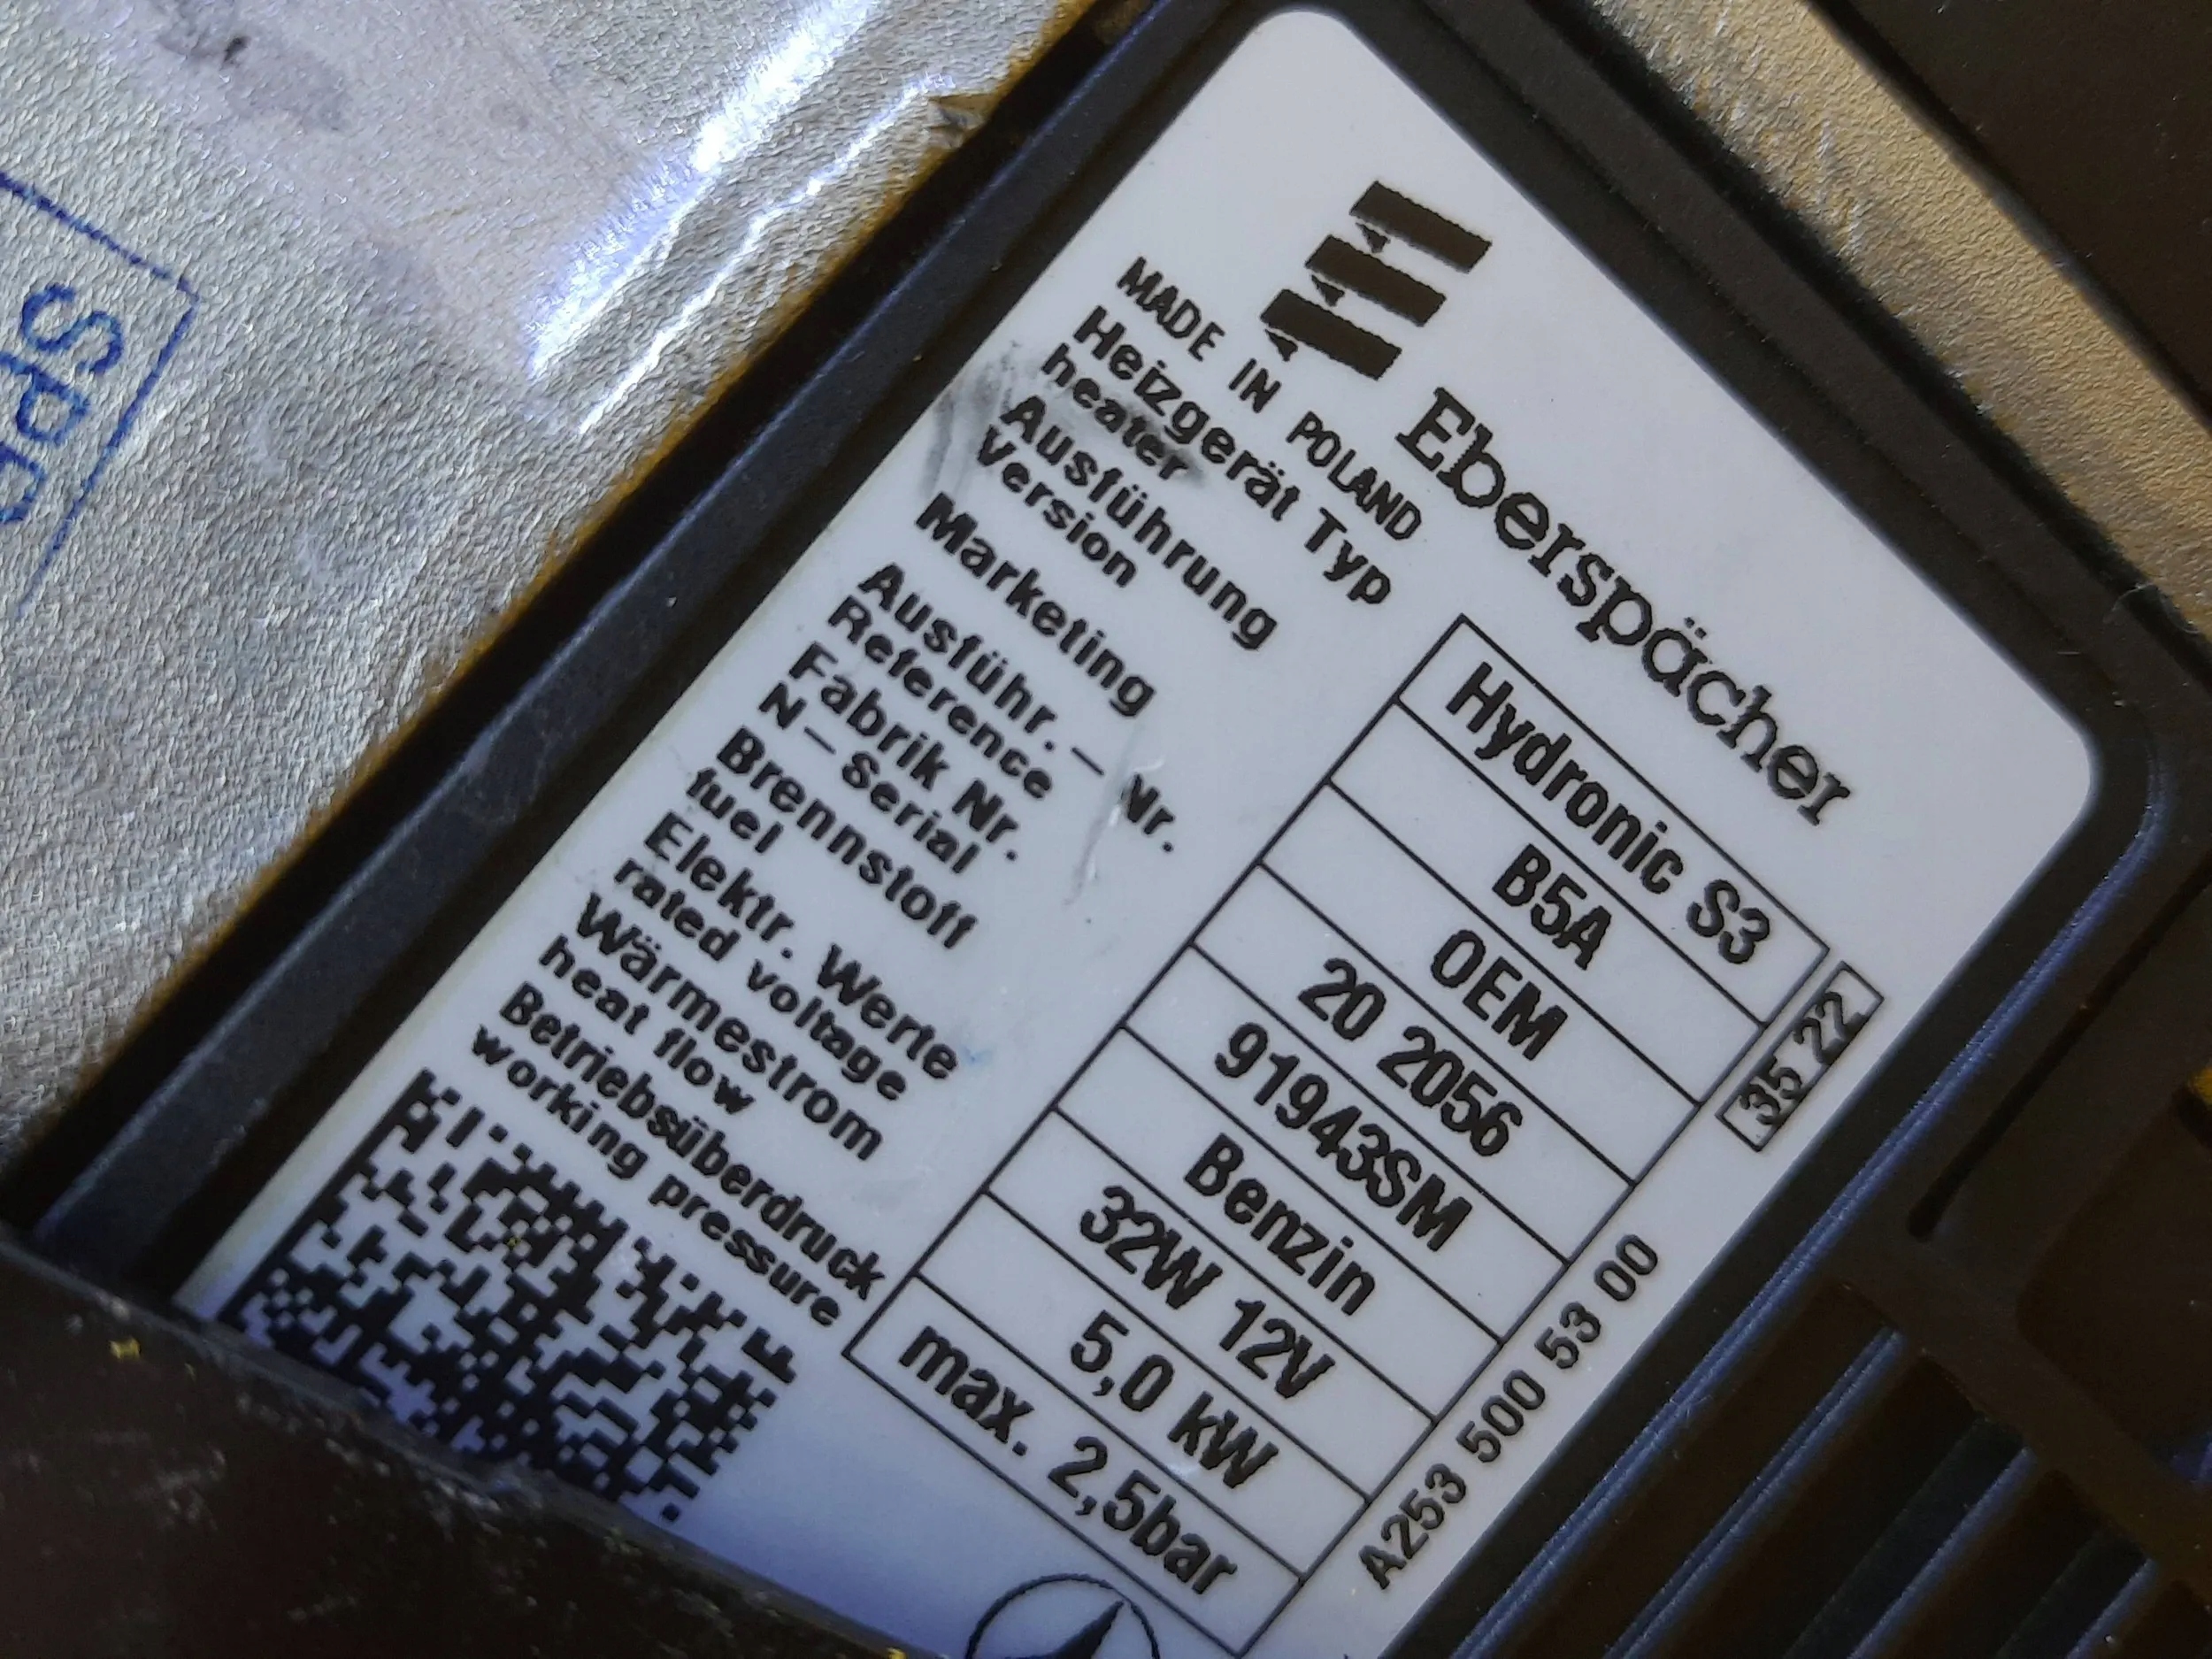 Eberspächer
MADE IN POLAND
Heizgerät Typ
heater
Hydronic S3
Ausführung
Version
B5A
35 22
Marketing
OEM
Ausführ.- Nr.
Reference
20 2056
Fabrik Nr.
N-Serial
91943SM
Brennstoff
fuel
Benzin
Elektr. Werte
rated voltage
32W 12V
Wärmestrom
heat flow
5,0 kW
Betriebsüberdruck
working pressure
max. 2,5bar
A253 500 53 00